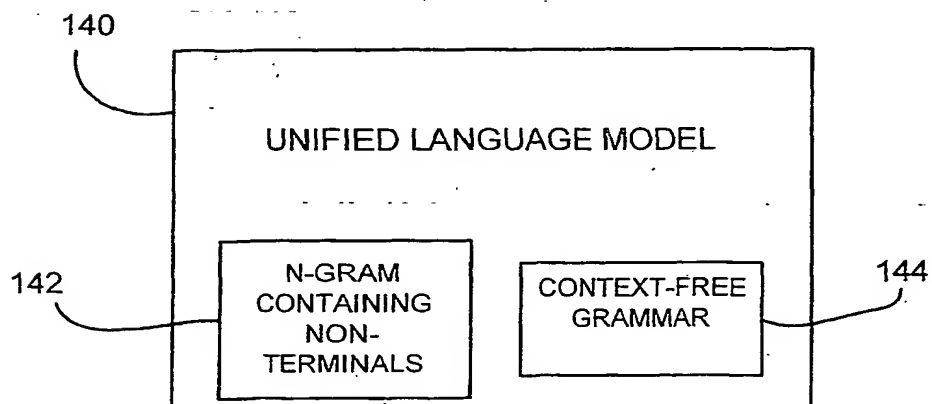 140
UNIFIED LANGUAGE MODEL
142
N-GRAM
CONTAINING
NON-
TERMINALS
CONTEXT-FREE
GRAMMAR
144